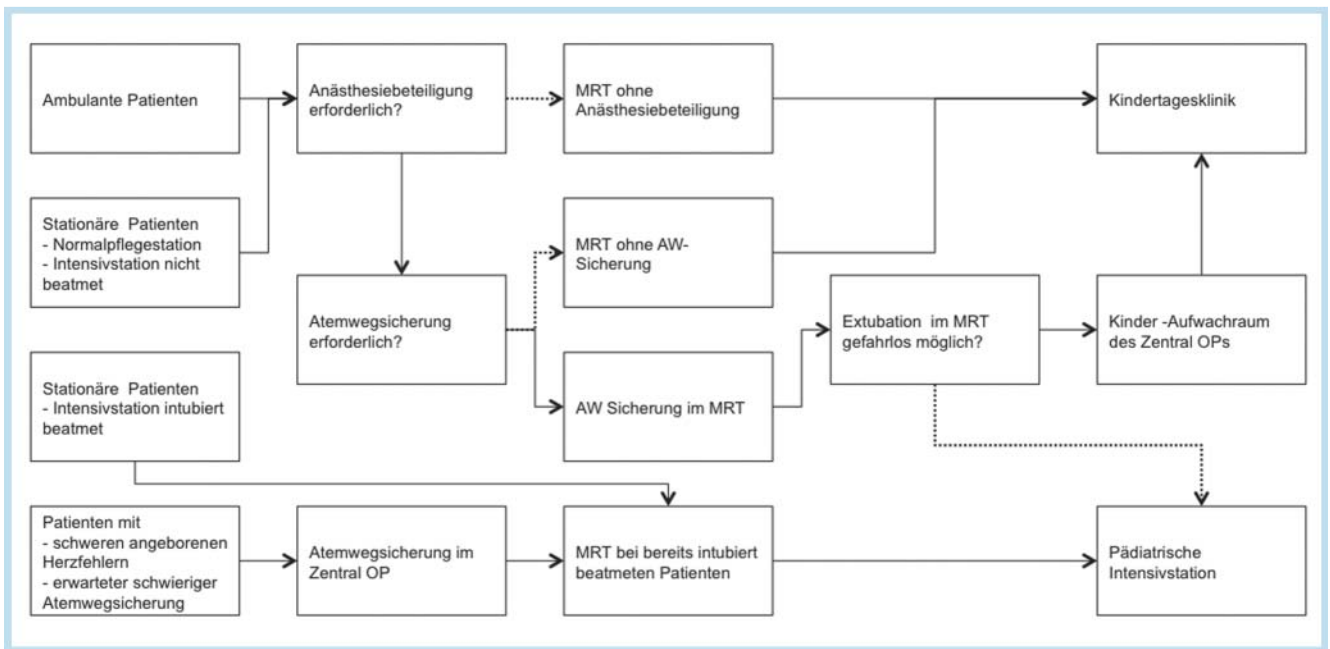 Ambulante Patienten
Anästhesiebeteiligung
erforderlich?
MRT ohne
Anästhesiebeteiligung
Kindertagesklinik
Stationäre Patienten
- Normalpflegestation
- Intensivstation nicht
beatmet
MRT ohne AW-
Sicherung
Atemwegsicherung
erforderlich?
Extubation im MRT
gefahrlos möglich?
Kinder -Aufwachraum
des Zentral OPs
Stationäre Patienten
- Intensivstation intubiert
beatmet
AW Sicherung im MRT
Patienten mit
- schweren angeborenen
Herzfehlern
- erwarteter schwieriger
Atemwegsicherung
Atemwegsicherung im
Zentral OP
MRT bei bereits intubiert
beatmeten Patienten
Pädiatrische
Intensivstation